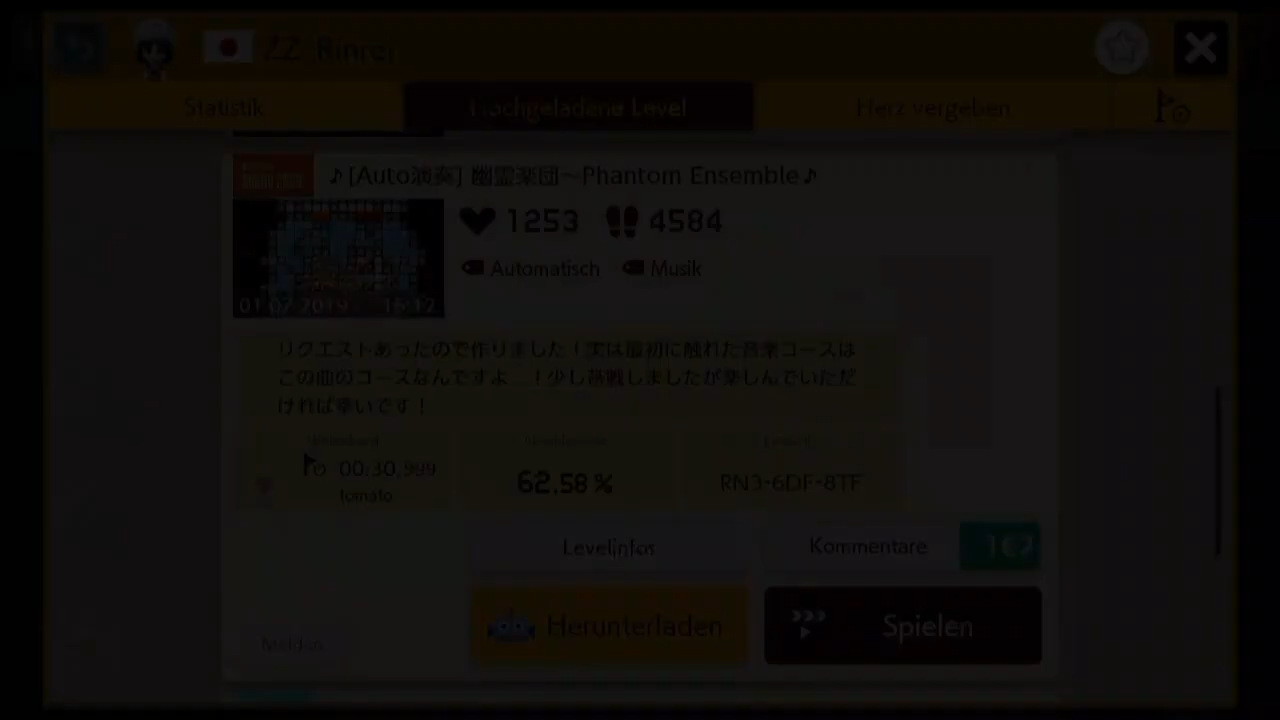 ZZ_Rinrei
Statistik
Hochgeladene Level
Herz vergeben
♪[Auto演奏] 幽霊楽団～Phantom Ensemble♪
1253
4584
Automatisch
Musik
01.07.2019 15:12
リクエストあったので作りました！実は最初に触れた音楽コースは
この曲のコースなんですよ…！少し苦戦しましたが楽しんでいただ
ければ幸いです！
00:30,999
tomato
62.58 %
RN3-6DF-8TF
Levelinfos
Kommentare
Melden
Herunterladen
Spielen